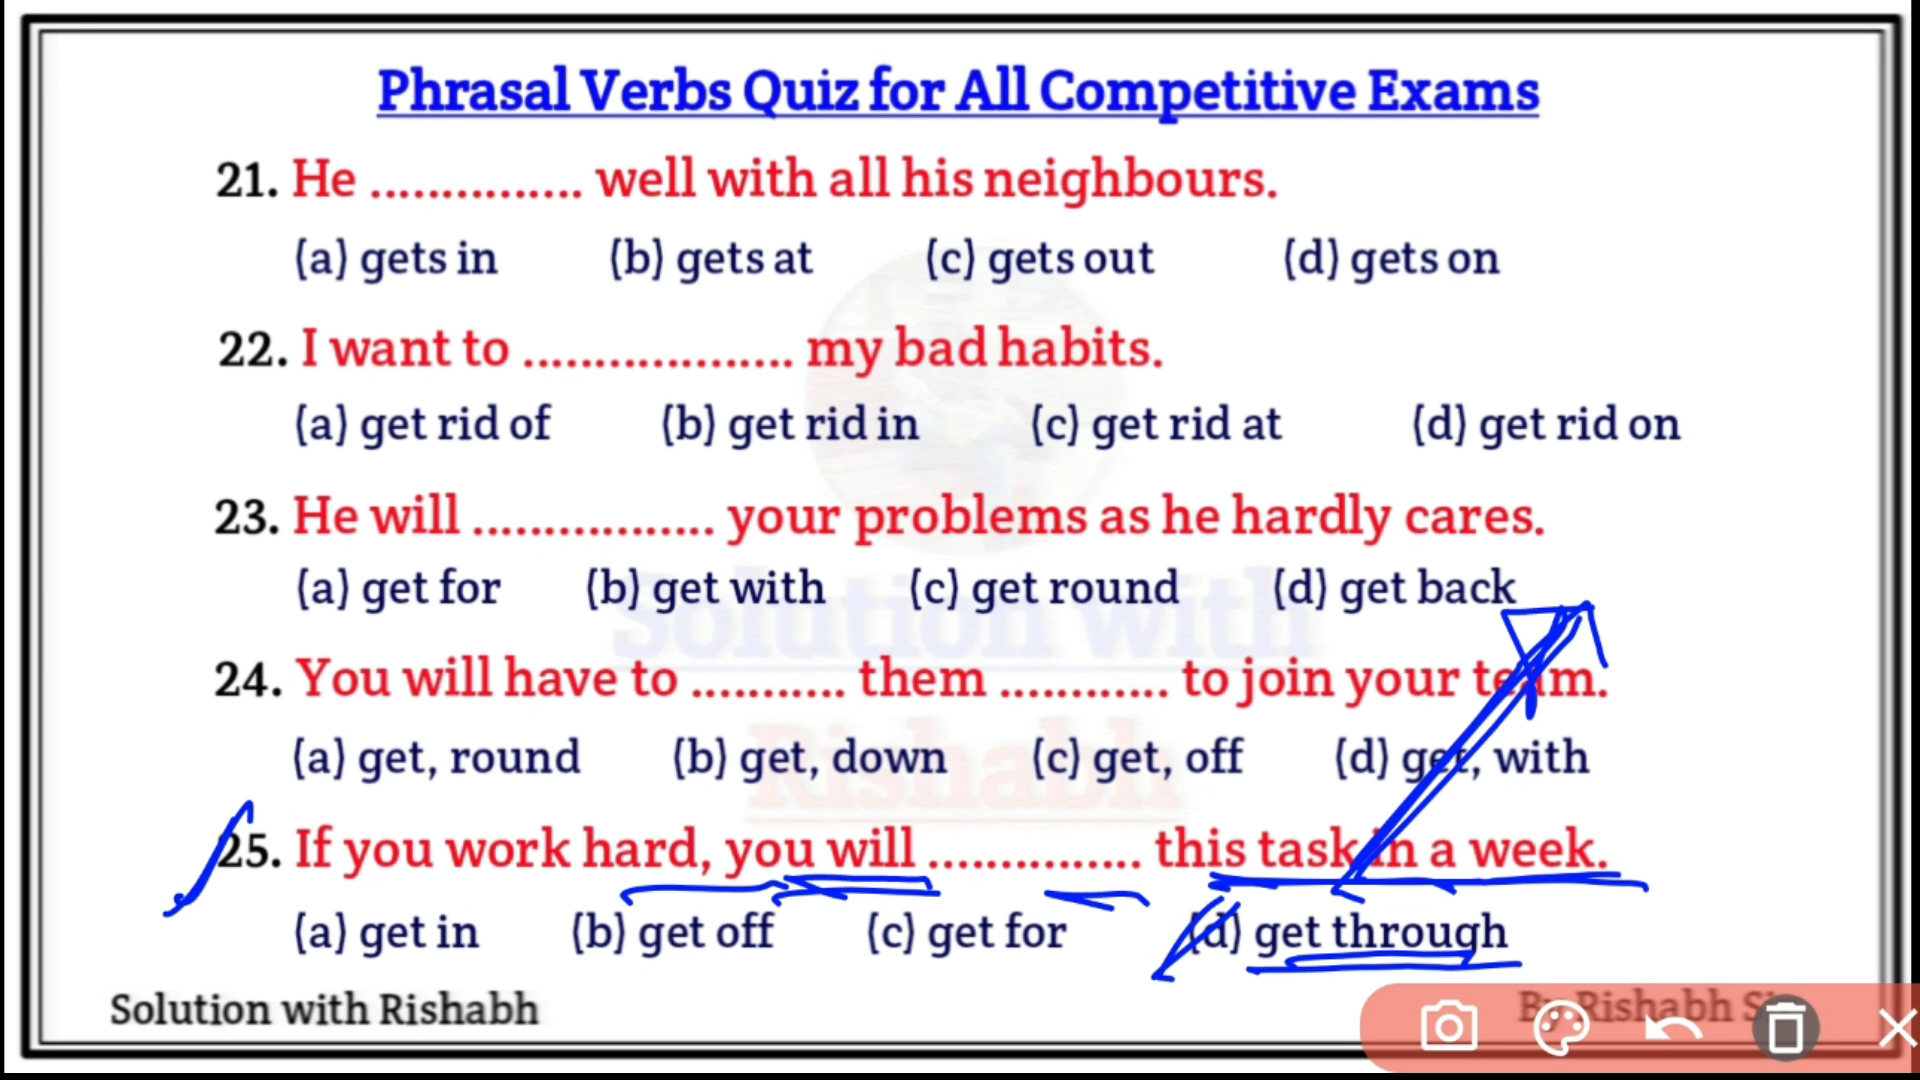 Phrasal Verbs Quiz for All Competitive Exams
21. He ............... well with all his neighbours.
(a) gets in (b) gets at (c) gets out (d) gets on
22. I want to ................... my bad habits.
(a) get rid of (b) get rid in (c) get rid at (d) get rid on
23. He will ................. your problems as he hardly cares.
(a) get for (b) get with (c) get round (d) get back
24. You will have to ........... them ............ to join your team.
(a) get, round (b) get, down (c) get, off (d) get, with
25. If you work hard, you will ............... this task in a week.
(a) get in (b) get off (c) get for (d) get through
Solution with Rishabh
Solution with Rishabh By Rishabh